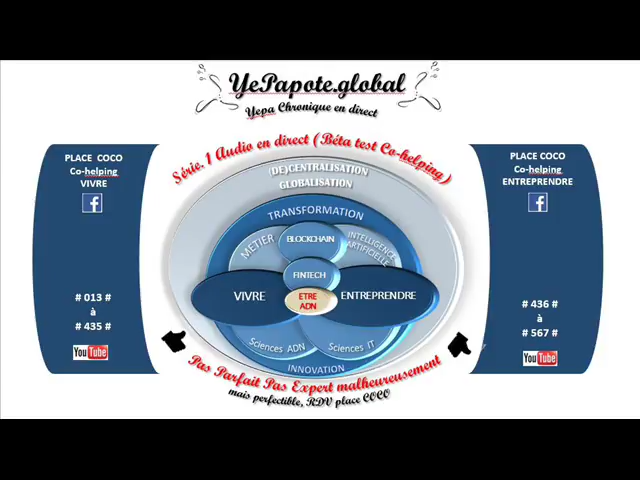 YePapote.global
Yepa Chronique en direct
Série.1 Audio en direct (Béta test Co-helping)
PLACE COCO
Co-helping
VIVRE
f
# 013 #
à
# 435 #
YouTube
(DE)CENTRALISATION
GLOBALISATION
TRANSFORMATION
METIER
BLOCKCHAIN
INTELLIGENCE
ARTIFICIELLE
FINTECH
VIVRE
ETRE
ADN
ENTREPRENDRE
Sciences ADN
Sciences IT
INNOVATION
PLACE COCO
Co-helping
ENTREPRENDRE
f
# 436 #
à
# 567 #
YouTube
Pas Parfait Pas Expert malheureusement
mais perfectible, RDV place COCO